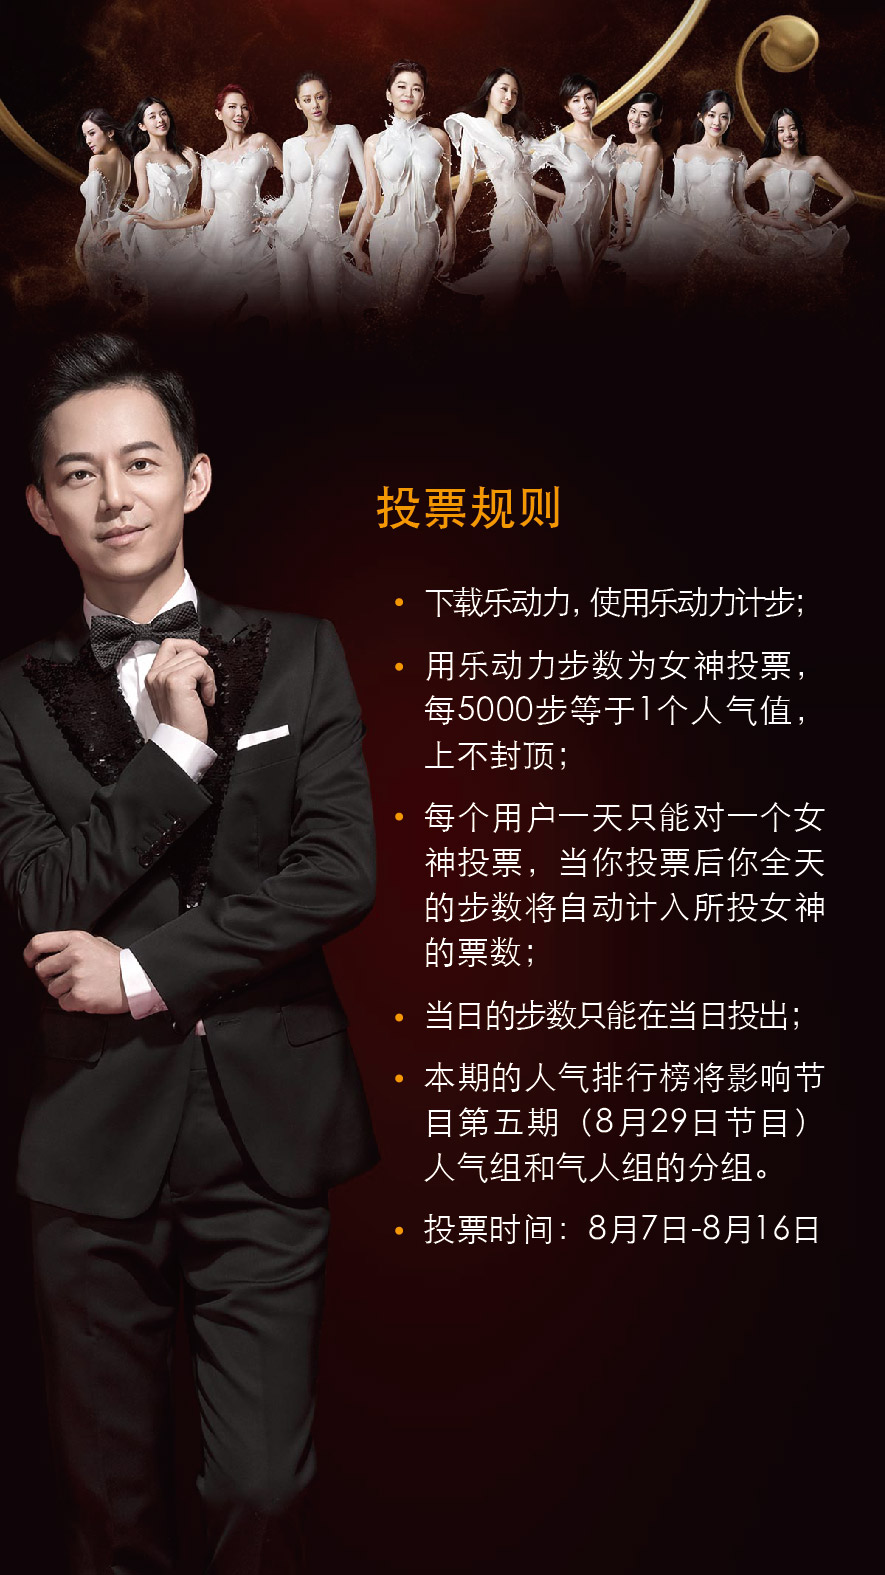 投票规则
• 下载乐动力，使用乐动力计步；
• 用乐动力步数为女神投票，
每5000步等于1个人气值，
上不封顶；
• 每个用户一天只能对一个女
神投票，当你投票后你全天
的步数将自动计入所投女神
的票数；
• 当日的步数只能在当日投出；
• 本期的人气排行榜将影响节
目第五期（8月29日节目）
人气组和气人组的分组。
• 投票时间：8月7日-8月16日